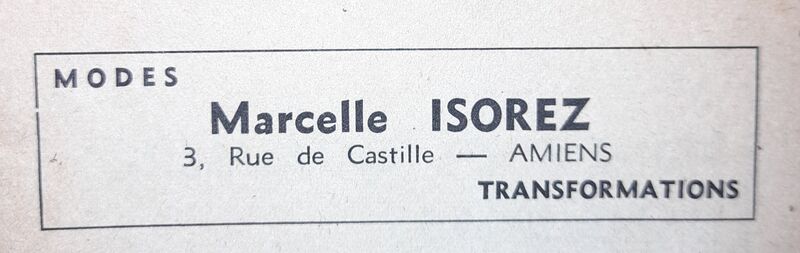 MODES
Marcelle ISOREZ
3, Rue de Castille — AMIENS
TRANSFORMATIONS